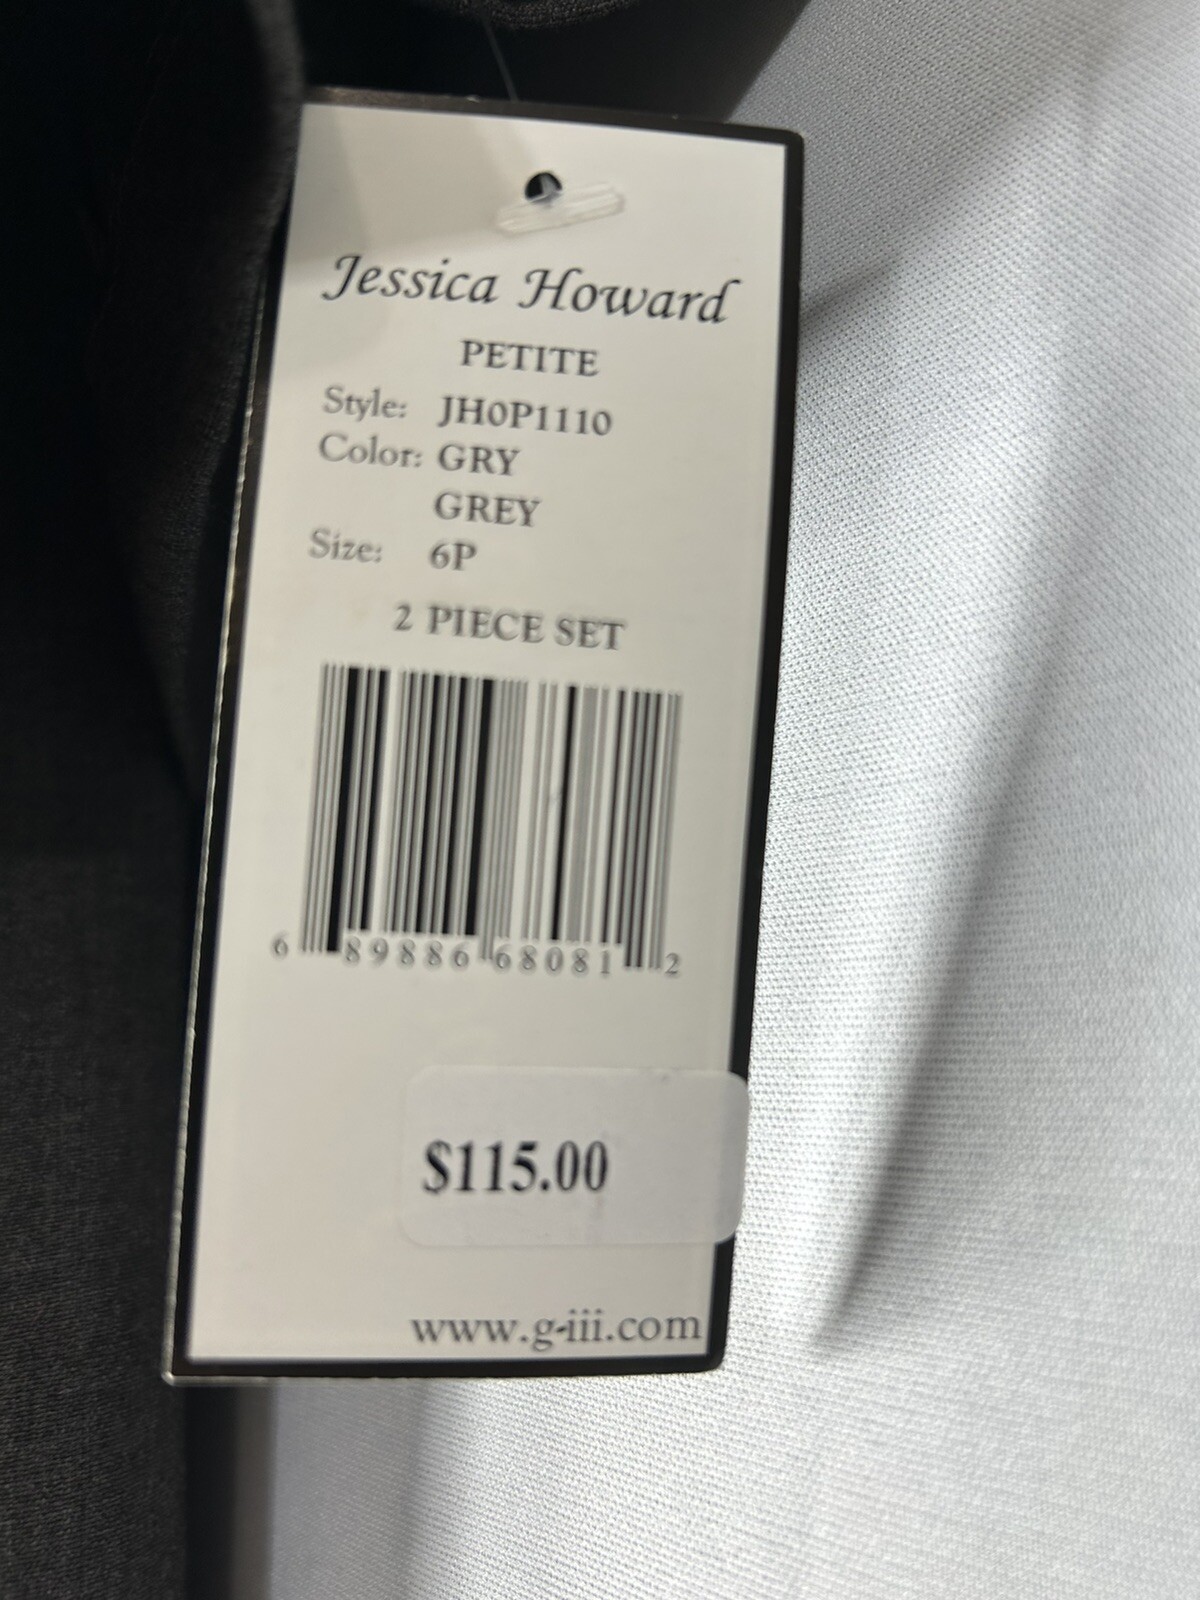 Jessica Howard
PETITE
Style: JH0P1110
Color: GRY
GREY
Size: 6P
2 PIECE SET
6 89886 68081 2
$115.00
www.g-iii.com